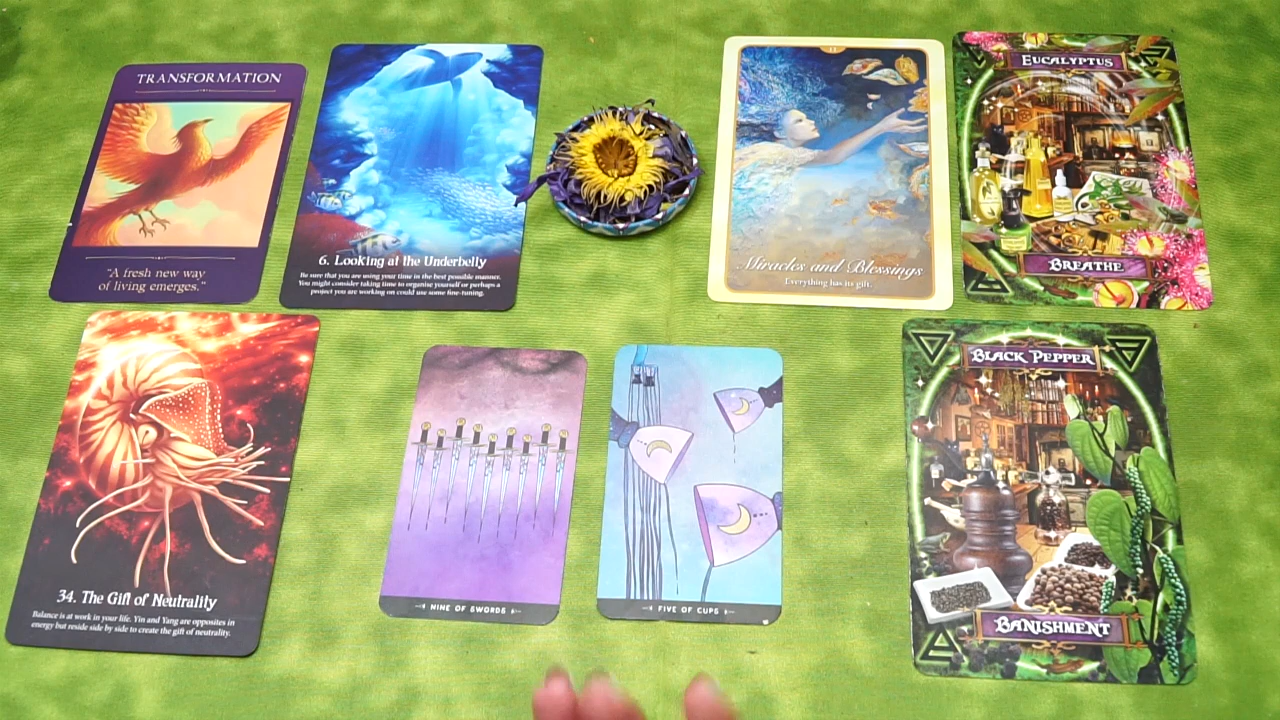 TRANSFORMATION
"A fresh new way
of living emerges."
6. Looking at the Underbelly
Be sure that you are using your time in the best possible manner.
You might consider taking time to organise yourself or perhaps a
project you are working on could use some fine-tuning.
11
Miracles and Blessings
Everything has its gift.
EUCALYPTUS
BREATHE
34. The Gift of Neutrality
Balance is at work in your life. Yin and Yang are opposites in
energy but reside side by side to create the gift of neutrality.
NINE OF SWORDS
FIVE OF CUPS
BLACK PEPPER
BANISHMENT